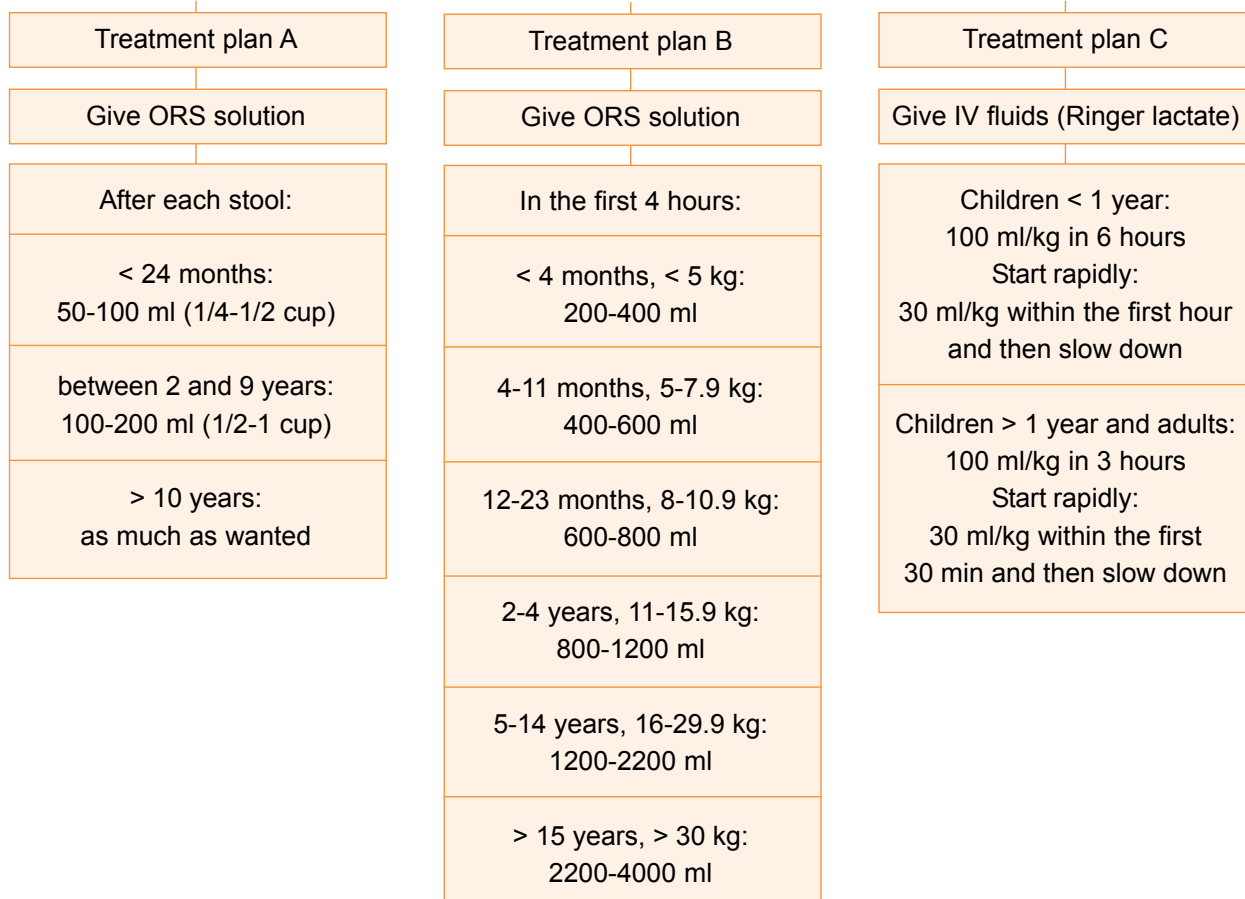 Treatment plan A
Give ORS solution
After each stool:
< 24 months:
50-100 ml (1/4-1/2 cup)
between 2 and 9 years:
100-200 ml (1/2-1 cup)
> 10 years:
as much as wanted
Treatment plan B
Give ORS solution
In the first 4 hours:
< 4 months, < 5 kg:
200-400 ml
4-11 months, 5-7.9 kg:
400-600 ml
12-23 months, 8-10.9 kg:
600-800 ml
2-4 years, 11-15.9 kg:
800-1200 ml
5-14 years, 16-29.9 kg:
1200-2200 ml
> 15 years, > 30 kg:
2200-4000 ml
Treatment plan C
Give IV fluids (Ringer lactate)
Children < 1 year:
100 ml/kg in 6 hours
Start rapidly:
30 ml/kg within the first hour
and then slow down
Children > 1 year and adults:
100 ml/kg in 3 hours
Start rapidly:
30 ml/kg within the first
30 min and then slow down